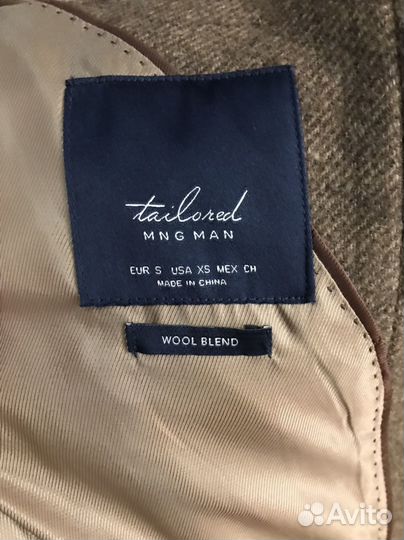 tailored
MNG MAN
EUR S USA XS MEX CH
MADE IN CHINA
WOOL BLEND
Avito